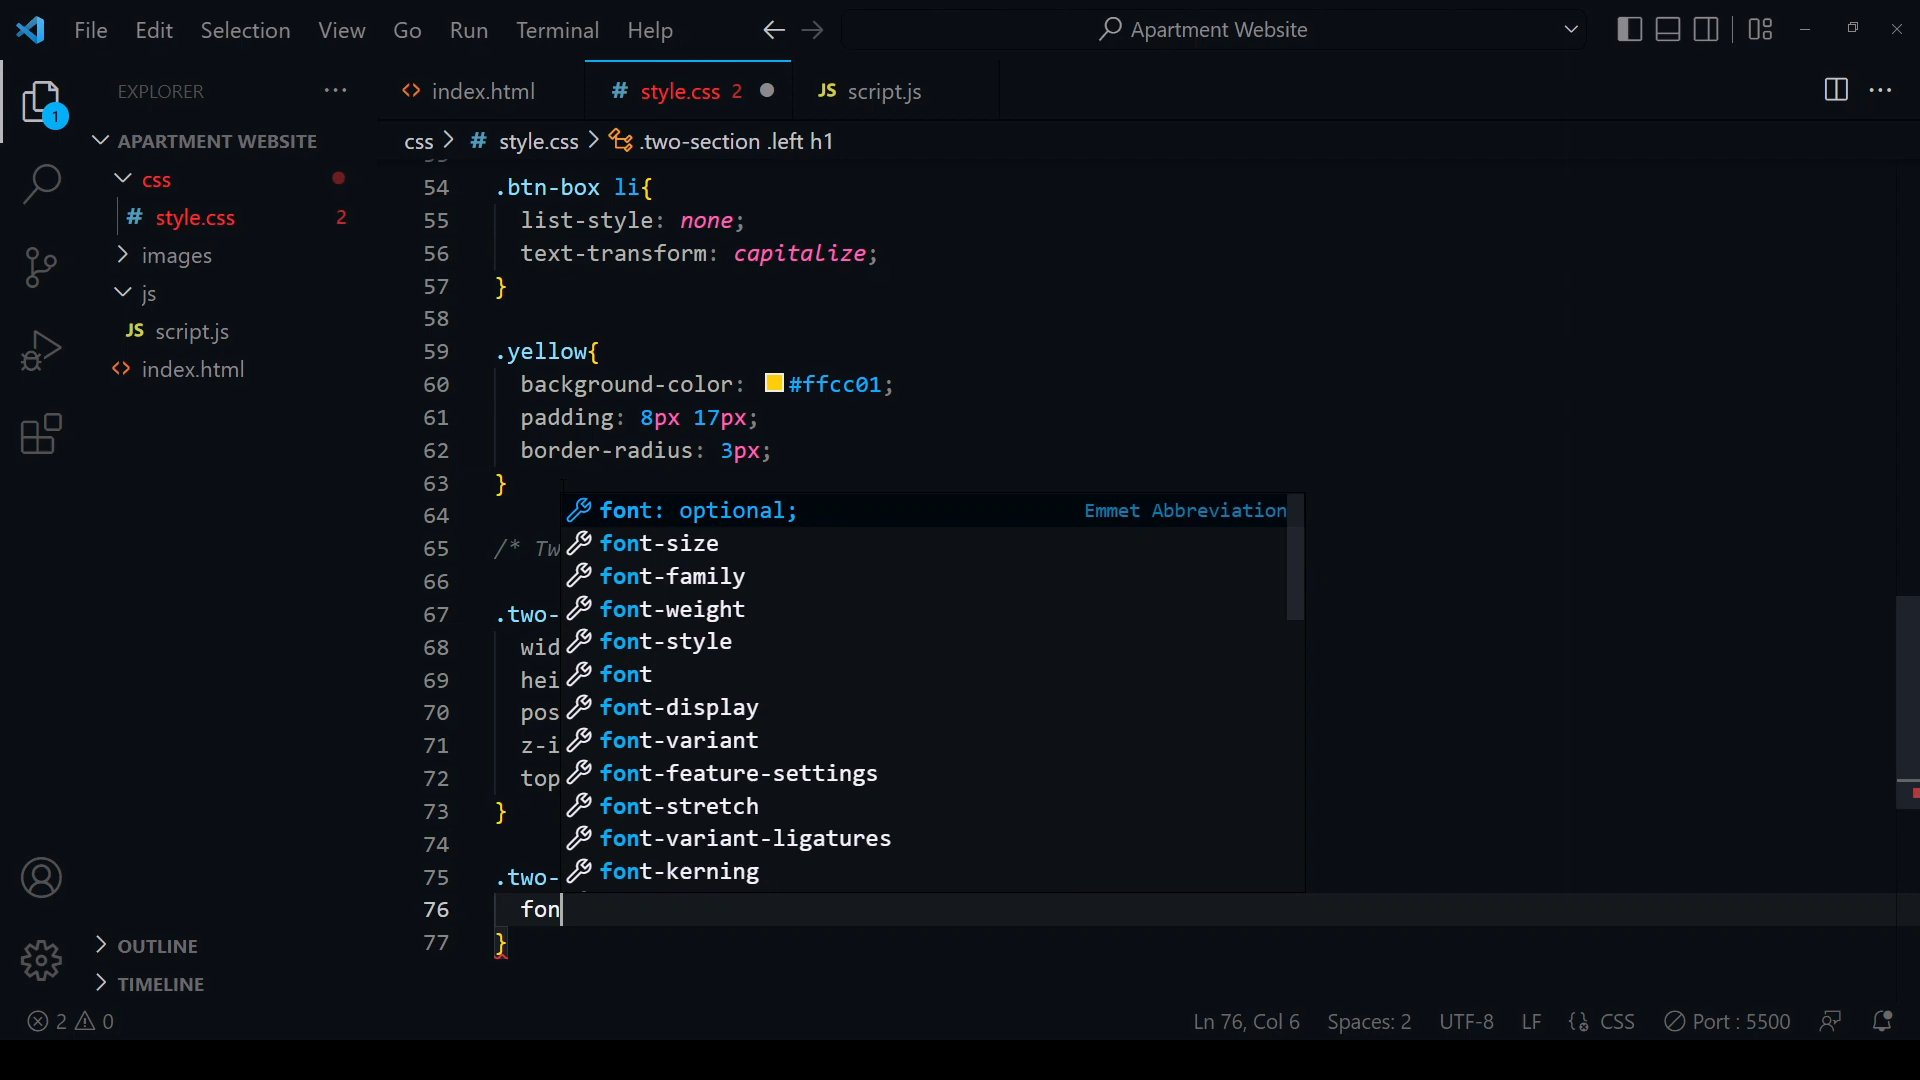 File Edit Selection View Go Run Terminal Help
Apartment Website
EXPLORER
index.html
# style.css 2
JS script.js
1
APARTMENT WEBSITE
css > # style.css > .two-section .left h1
css
# style.css 2
images
js
JS script.js
index.html
54 .btn-box li{
55 list-style: none;
56 text-transform: capitalize;
57 }
58
59 .yellow{
60 background-color: #ffcc01;
61 padding: 8px 17px;
62 border-radius: 3px;
63 }
64
65 /* Tw
66
67 .two-
68 wid
69 hei
70 pos
71 z-i
72 top
73 }
74
75 .two-
76 fon
77 }
font: optional; Emmet Abbreviation
font-size
font-family
font-weight
font-style
font
font-display
font-variant
font-feature-settings
font-stretch
font-variant-ligatures
font-kerning
OUTLINE
TIMELINE
2 0
Ln 76, Col 6 Spaces: 2 UTF-8 LF {} CSS Port : 5500